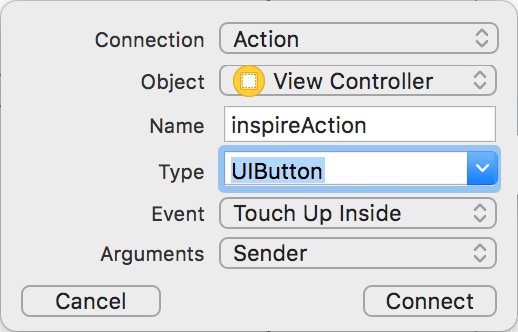 Connection Action
Object View Controller
Name inspireAction
Type UIButton
Event Touch Up Inside
Arguments Sender
Cancel Connect